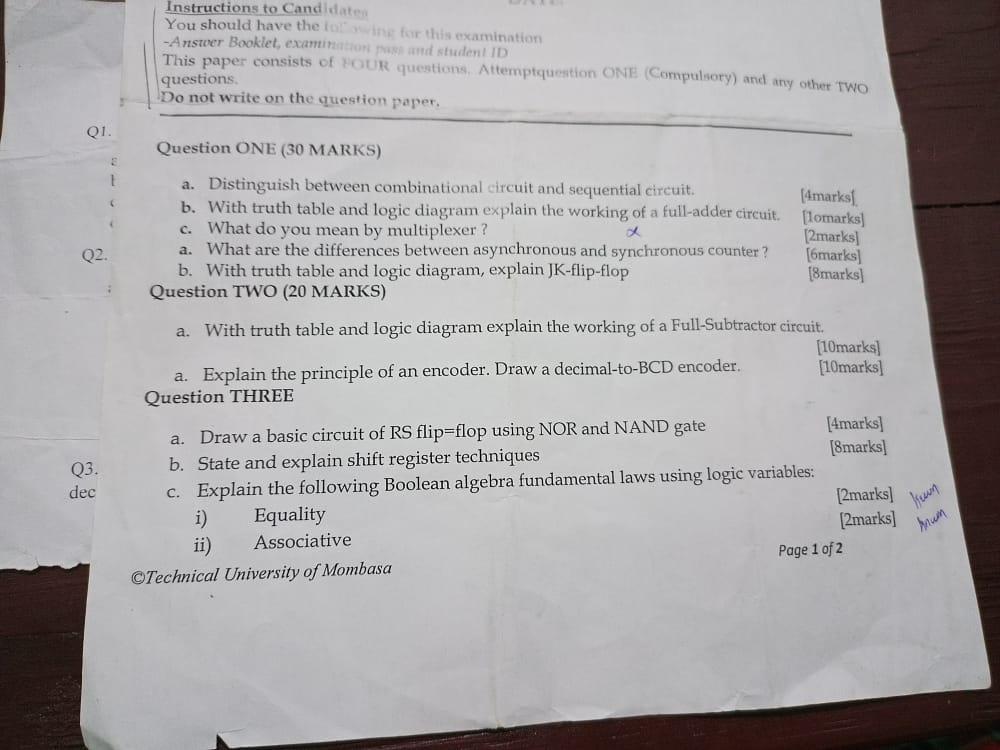 Instructions to Candidates
You should have the following for this examination
-Answer Booklet, examination pass and student ID
This paper consists of FOUR questions. Attemptquestion ONE (Compulsory) and any other TWO
questions.
Do not write on the question paper.
Q1.
Question ONE (30 MARKS)
a. Distinguish between combinational circuit and sequential circuit. [4marks[
b. With truth table and logic diagram explain the working of a full-adder circuit. [1omarks]
c. What do you mean by multiplexer ? [2marks]
Q2.
a. What are the differences between asynchronous and synchronous counter ? [6marks]
b. With truth table and logic diagram, explain JK-flip-flop [8marks]
Question TWO (20 MARKS)
a. With truth table and logic diagram explain the working of a Full-Subtractor circuit.
[10marks]
a. Explain the principle of an encoder. Draw a decimal-to-BCD encoder. [10marks]
Question THREE
a. Draw a basic circuit of RS flip=flop using NOR and NAND gate [4marks]
b. State and explain shift register techniques [8marks]
Q3.
dec
c. Explain the following Boolean algebra fundamental laws using logic variables:
i) Equality [2marks]
ii) Associative [2marks]
Page 1 of 2
©Technical University of Mombasa